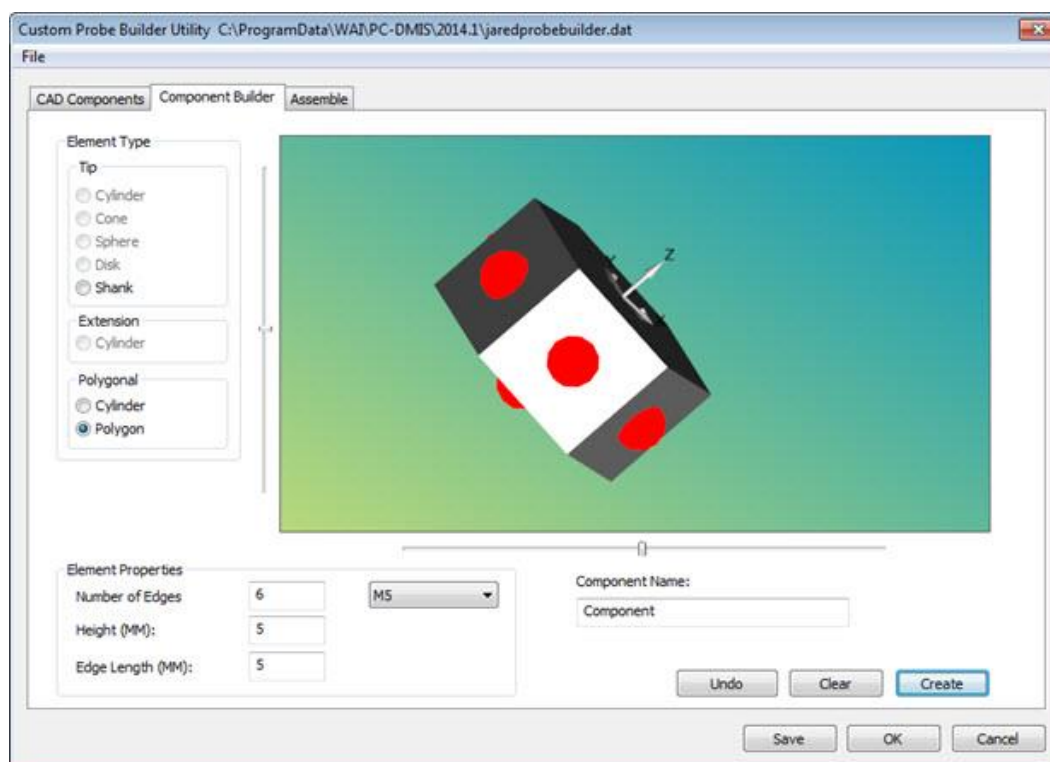 Custom Probe Builder Utility C:\ProgramData\WAI\PC-DMIS\2014.1\jaredprobebuilder.dat
File
CAD Components Component Builder Assemble
Element Type
Tip
Cylinder
Cone
Sphere
Disk
Shank
Extension
Cylinder
Polygonal
Cylinder
Polygon
Z
Element Properties
Number of Edges 6 M5
Height (MM): 5
Edge Length (MM): 5
Component Name:
Component
Undo Clear Create
Save OK Cancel